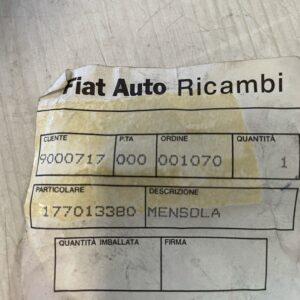 Fiat Auto Ricambi
CLIENTE P.TA ORDINE QUANTITÀ
9000717 000 001070 1
PARTICOLARE DESCRIZIONE
177013380 MENSOLA
QUANTITÀ IMBALLATA FIRMA